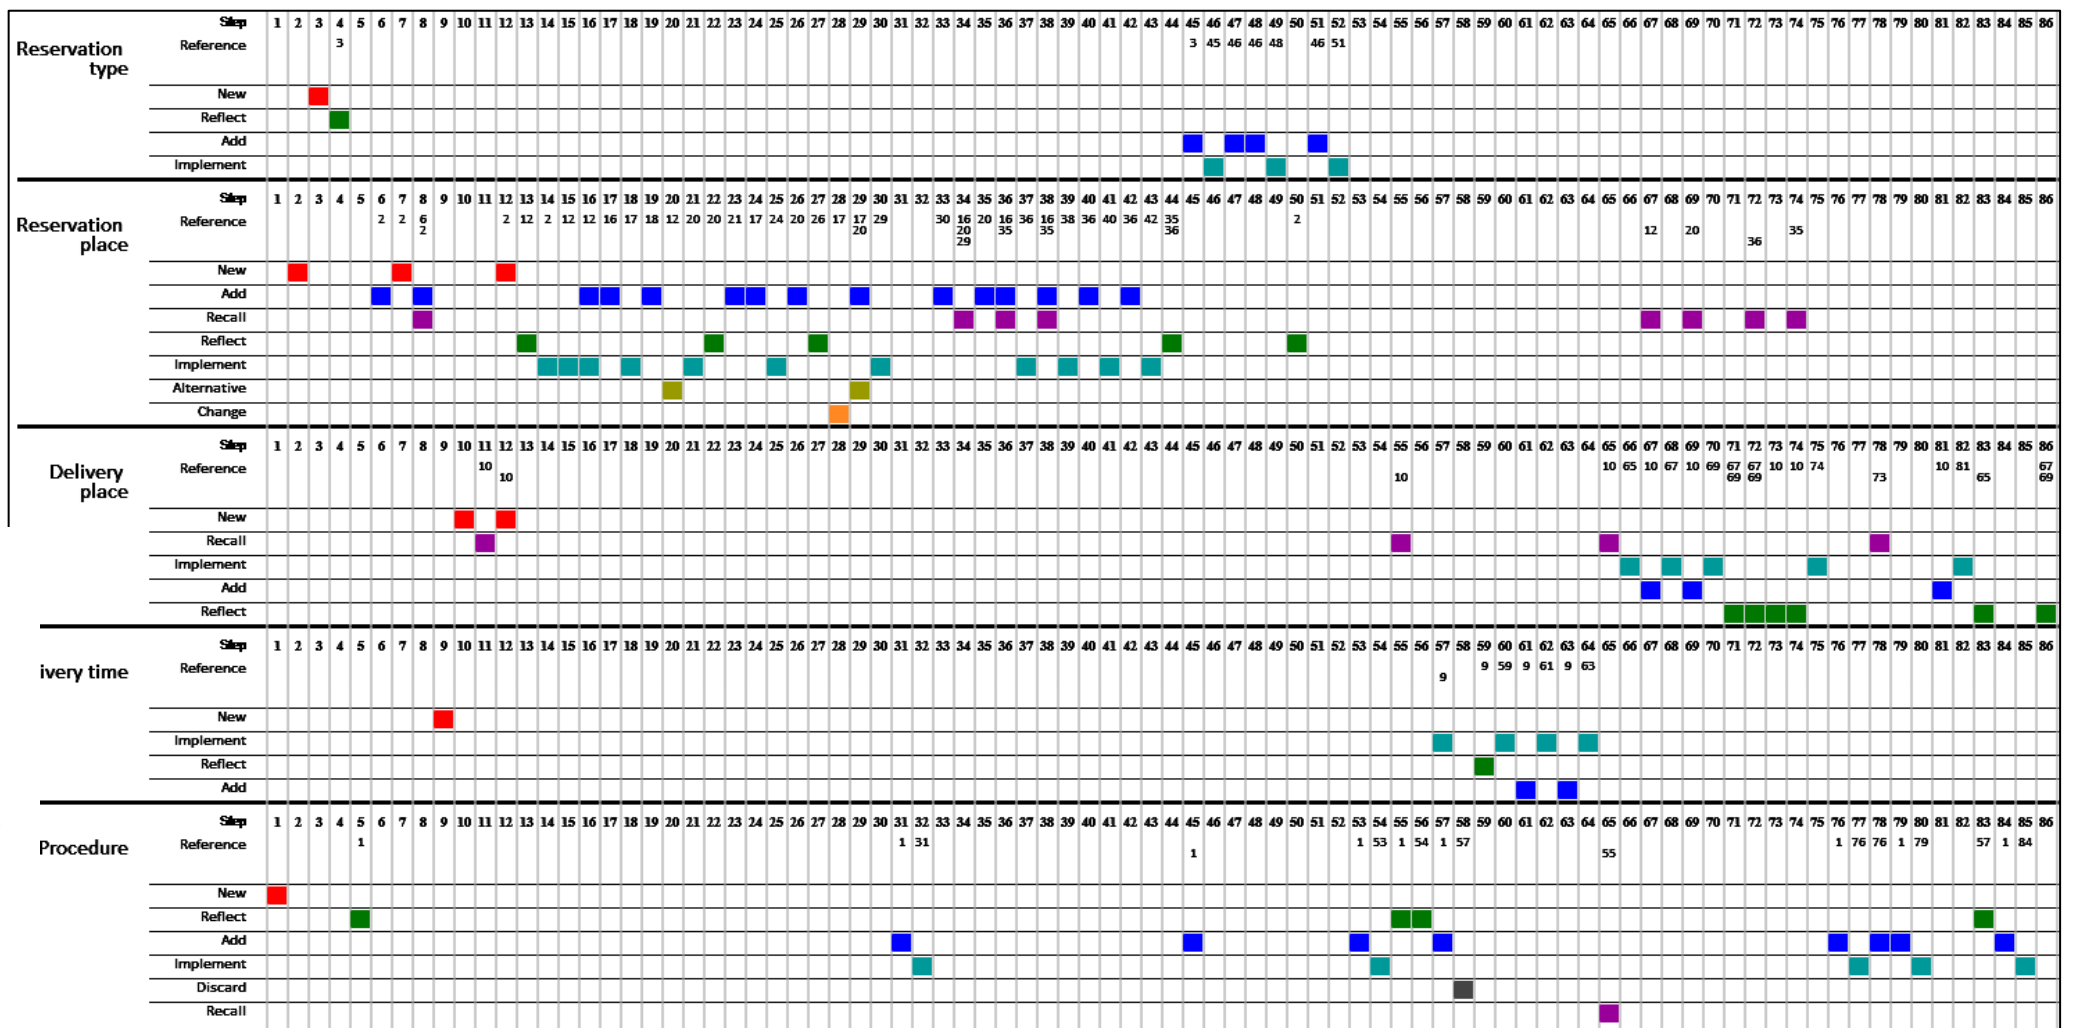 Step 1 2 3 4 5 6 7 8 9 10 11 12 13 14 15 16 17 18 19 20 21 22 23 24 25 26 27 28 29 30 31 32 33 34 35 36 37 38 39 40 41 42 43 44 45 46 47 48 49 50 51 52 53 54 55 56 57 58 59 60 61 62 63 64 65 66 67 68 69 70 71 72 73 74 75 76 77 78 79 80 81 82 83 84 85 86
Reservation type
Reference 3 3 45 46 46 48 46 51
New
Reflect
Add
Implement
Step 1 2 3 4 5 6 7 8 9 10 11 12 13 14 15 16 17 18 19 20 21 22 23 24 25 26 27 28 29 30 31 32 33 34 35 36 37 38 39 40 41 42 43 44 45 46 47 48 49 50 51 52 53 54 55 56 57 58 59 60 61 62 63 64 65 66 67 68 69 70 71 72 73 74 75 76 77 78 79 80 81 82 83 84 85 86
Reservation place
Reference 2 2 6 2 12 2 12 12 16 17 18 12 20 20 21 17 24 20 26 17 17 29 30 16 20 16 36 16 38 36 40 36 42 35 2
2 20 20 35 35 36 12 20 35
29 36
New
Add
Recall
Reflect
Implement
Alternative
Change
Step 1 2 3 4 5 6 7 8 9 10 11 12 13 14 15 16 17 18 19 20 21 22 23 24 25 26 27 28 29 30 31 32 33 34 35 36 37 38 39 40 41 42 43 44 45 46 47 48 49 50 51 52 53 54 55 56 57 58 59 60 61 62 63 64 65 66 67 68 69 70 71 72 73 74 75 76 77 78 79 80 81 82 83 84 85 86
Delivery place
Reference 10 10 65 10 67 10 69 67 67 10 10 74 10 81 67
10 10 69 69 73 65 69
New
Recall
Implement
Add
Reflect
Step 1 2 3 4 5 6 7 8 9 10 11 12 13 14 15 16 17 18 19 20 21 22 23 24 25 26 27 28 29 30 31 32 33 34 35 36 37 38 39 40 41 42 43 44 45 46 47 48 49 50 51 52 53 54 55 56 57 58 59 60 61 62 63 64 65 66 67 68 69 70 71 72 73 74 75 76 77 78 79 80 81 82 83 84 85 86
ivery time
Reference 9 59 9 61 9 63
9
New
Implement
Reflect
Add
Step 1 2 3 4 5 6 7 8 9 10 11 12 13 14 15 16 17 18 19 20 21 22 23 24 25 26 27 28 29 30 31 32 33 34 35 36 37 38 39 40 41 42 43 44 45 46 47 48 49 50 51 52 53 54 55 56 57 58 59 60 61 62 63 64 65 66 67 68 69 70 71 72 73 74 75 76 77 78 79 80 81 82 83 84 85 86
Procedure
Reference 1 1 31 1 53 1 54 1 57 1 76 76 1 79 57 1 84
1 55
New
Reflect
Add
Implement
Discard
Recall